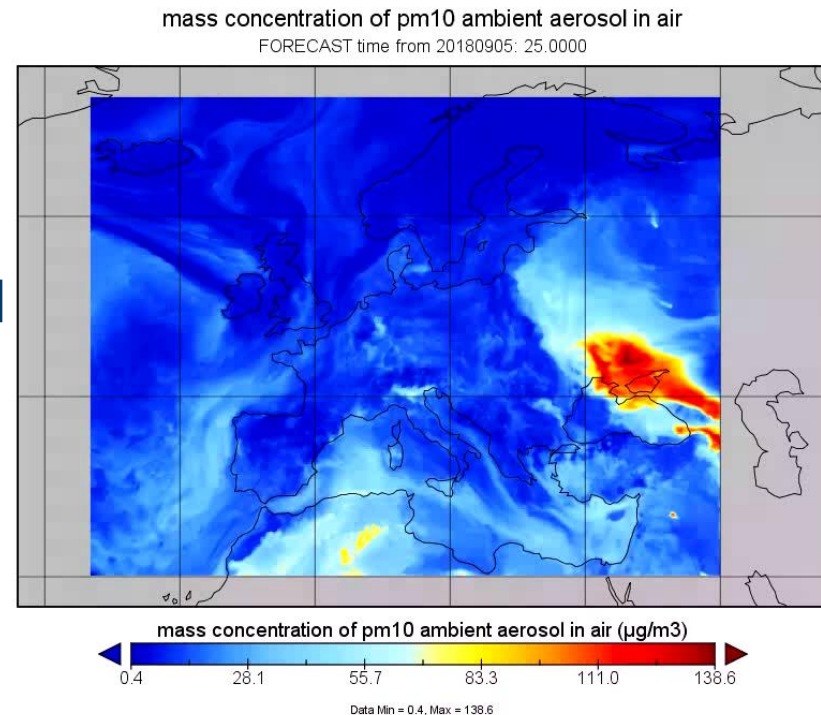 mass concentration of pm10 ambient aerosol in air
FORECAST time from 20180905: 25.0000
mass concentration of pm10 ambient aerosol in air (µg/m3)
0.4 28.1 55.7 83.3 111.0 138.6
Data Min = 0.4, Max = 138.6